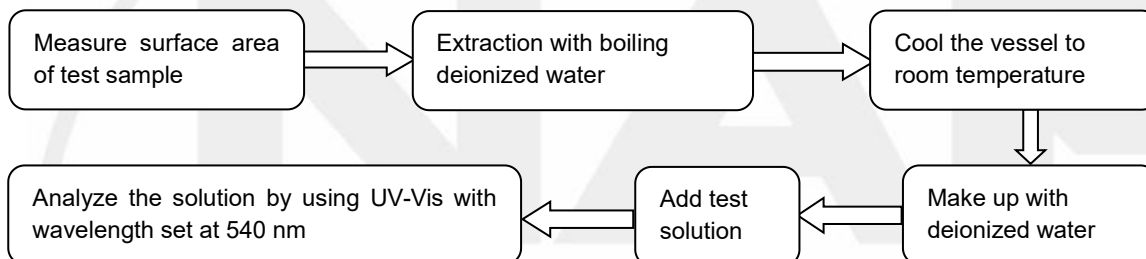 Measure surface area
of test sample
Extraction with boiling
deionized water
Cool the vessel to
room temperature
Make up with
deionized water
Add test
solution
Analyze the solution by using UV-Vis with
wavelength set at 540 nm